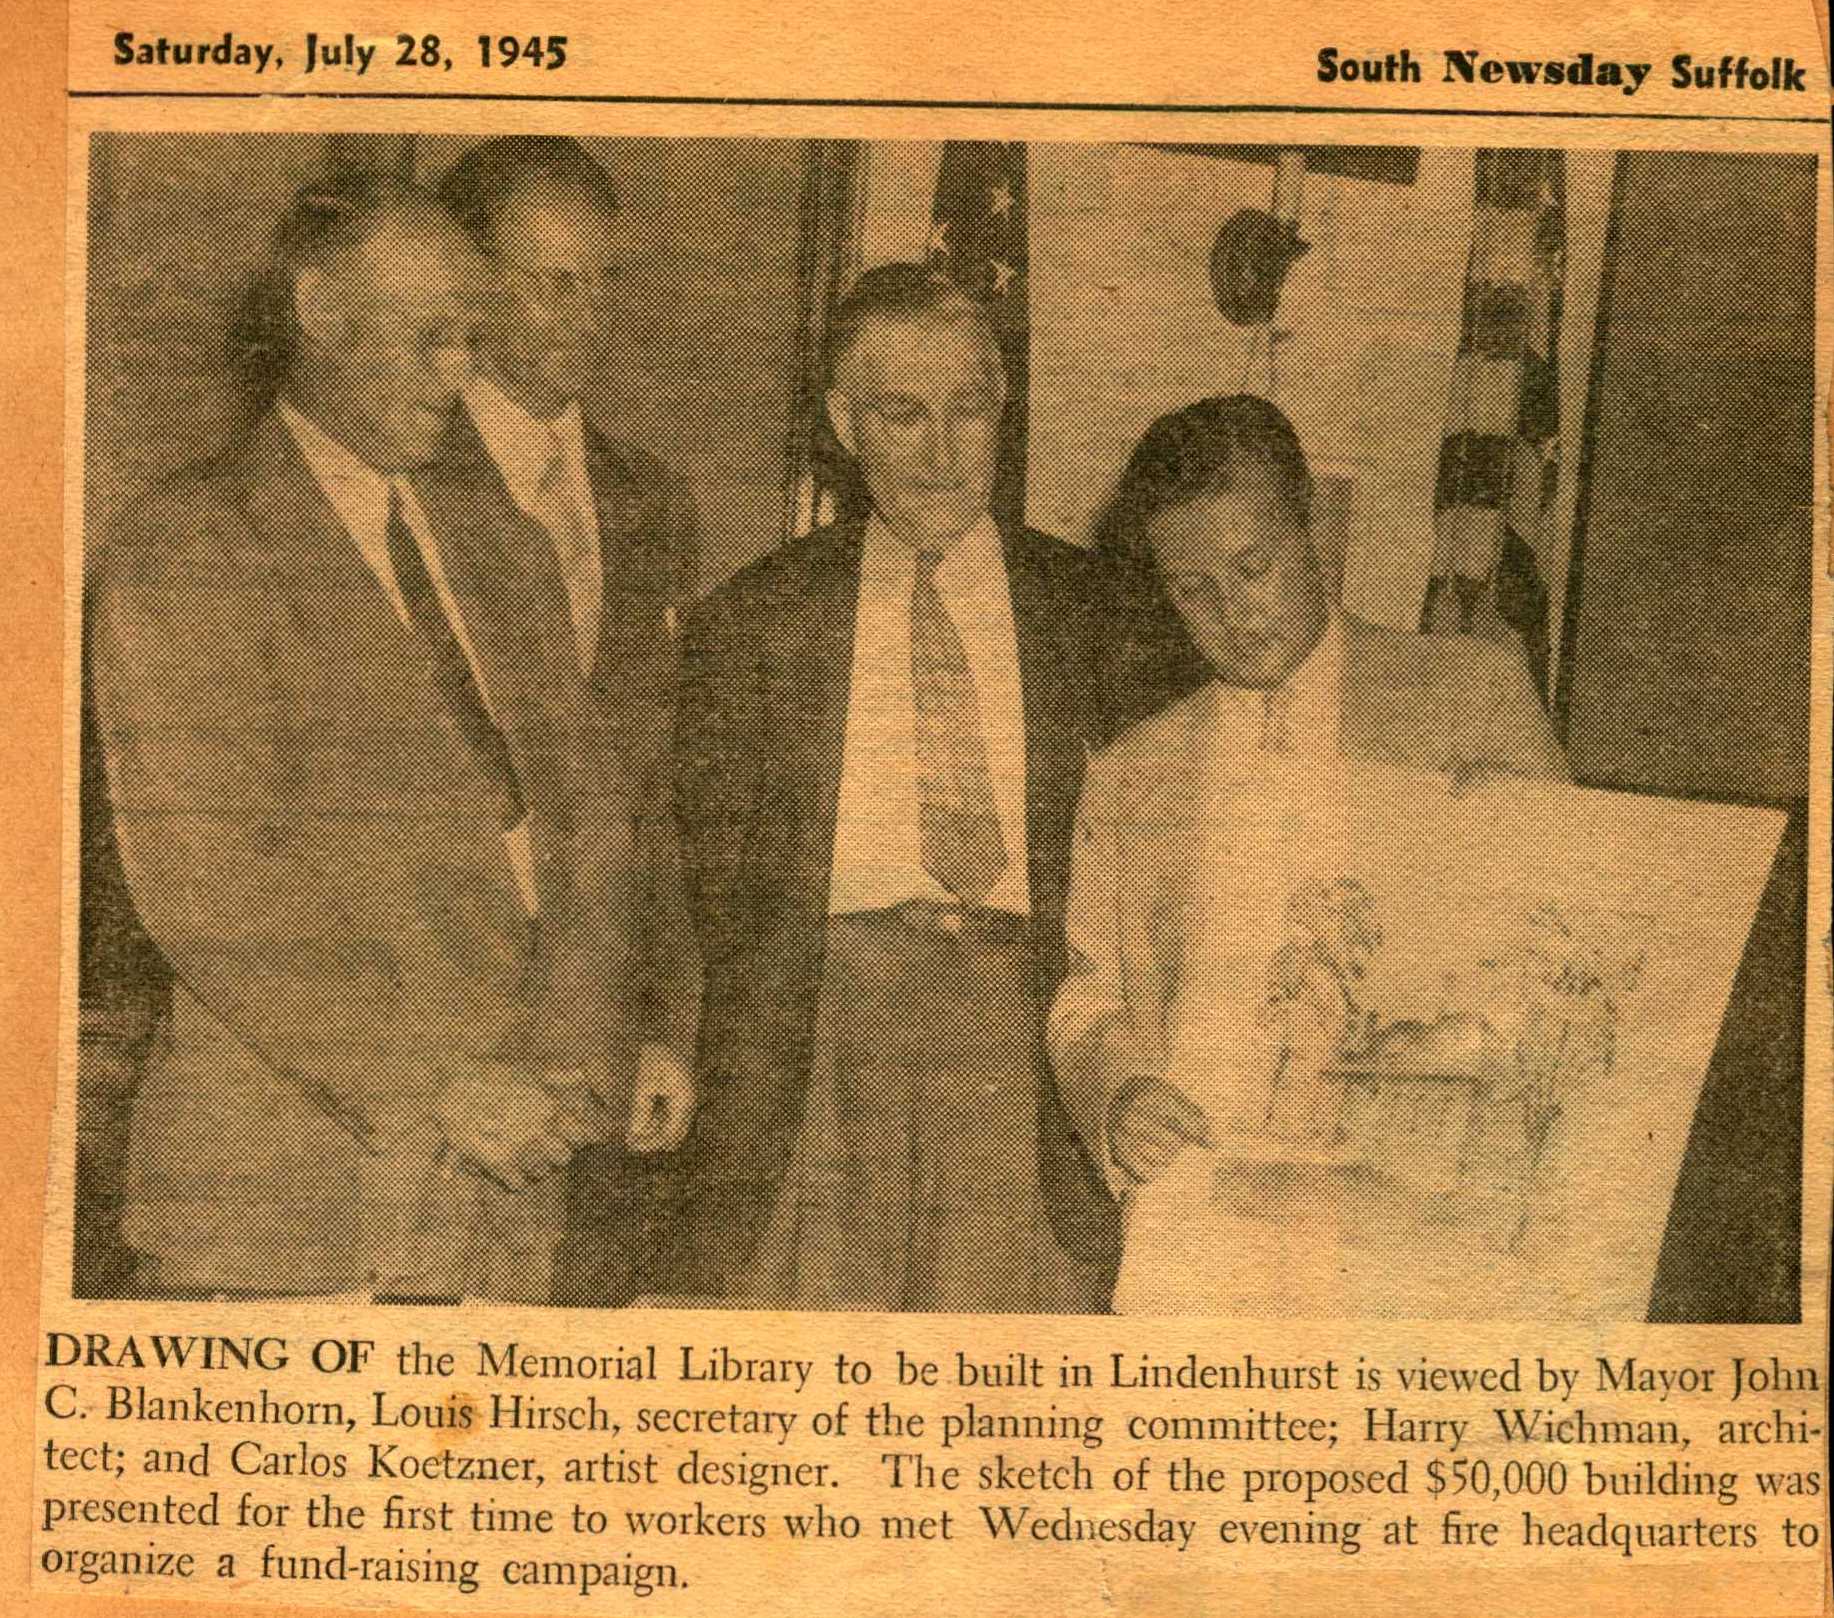 Saturday, July 28, 1945
South Newsday Suffolk
DRAWING OF the Memorial Library to be built in Lindenhurst is viewed by Mayor John
C. Blankenhorn, Louis Hirsch, secretary of the planning committee; Harry Wichman, archi-
tect; and Carlos Koetzner, artist designer. The sketch of the proposed $50,000 building was
presented for the first time to workers who met Wednesday evening at fire headquarters to
organize a fund-raising campaign.